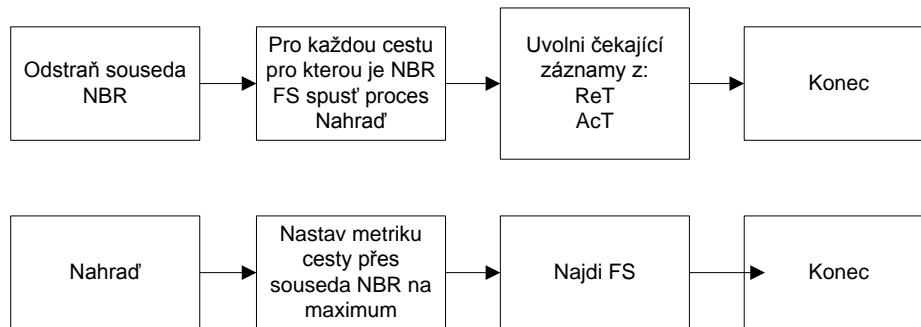 Odstraň souseda
NBR
Pro každou cestu
pro kterou je NBR
FS spusť proces
Nahraď
Uvolni čekající
záznamy z:
ReT
AcT
Konec
Nahraď
Nastav metriku
cesty přes
souseda NBR na
maximum
Najdi FS
Konec